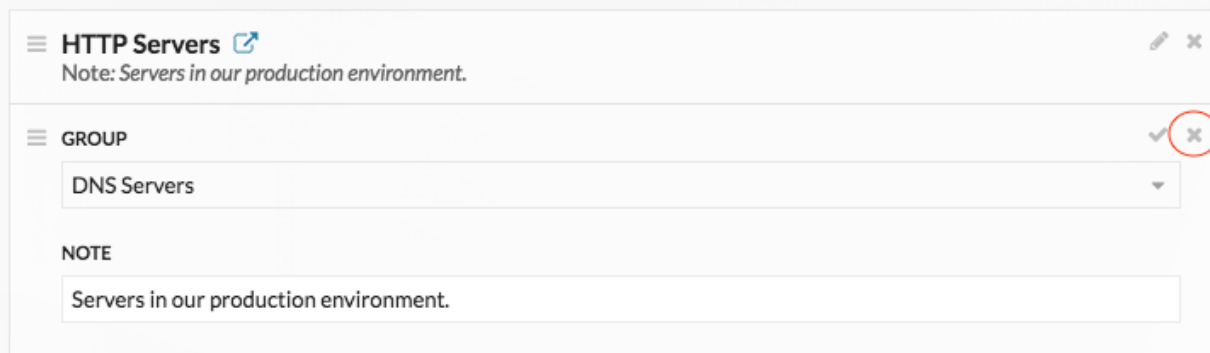 HTTP Servers
Note: Servers in our production environment.
GROUP
DNS Servers
NOTE
Servers in our production environment.